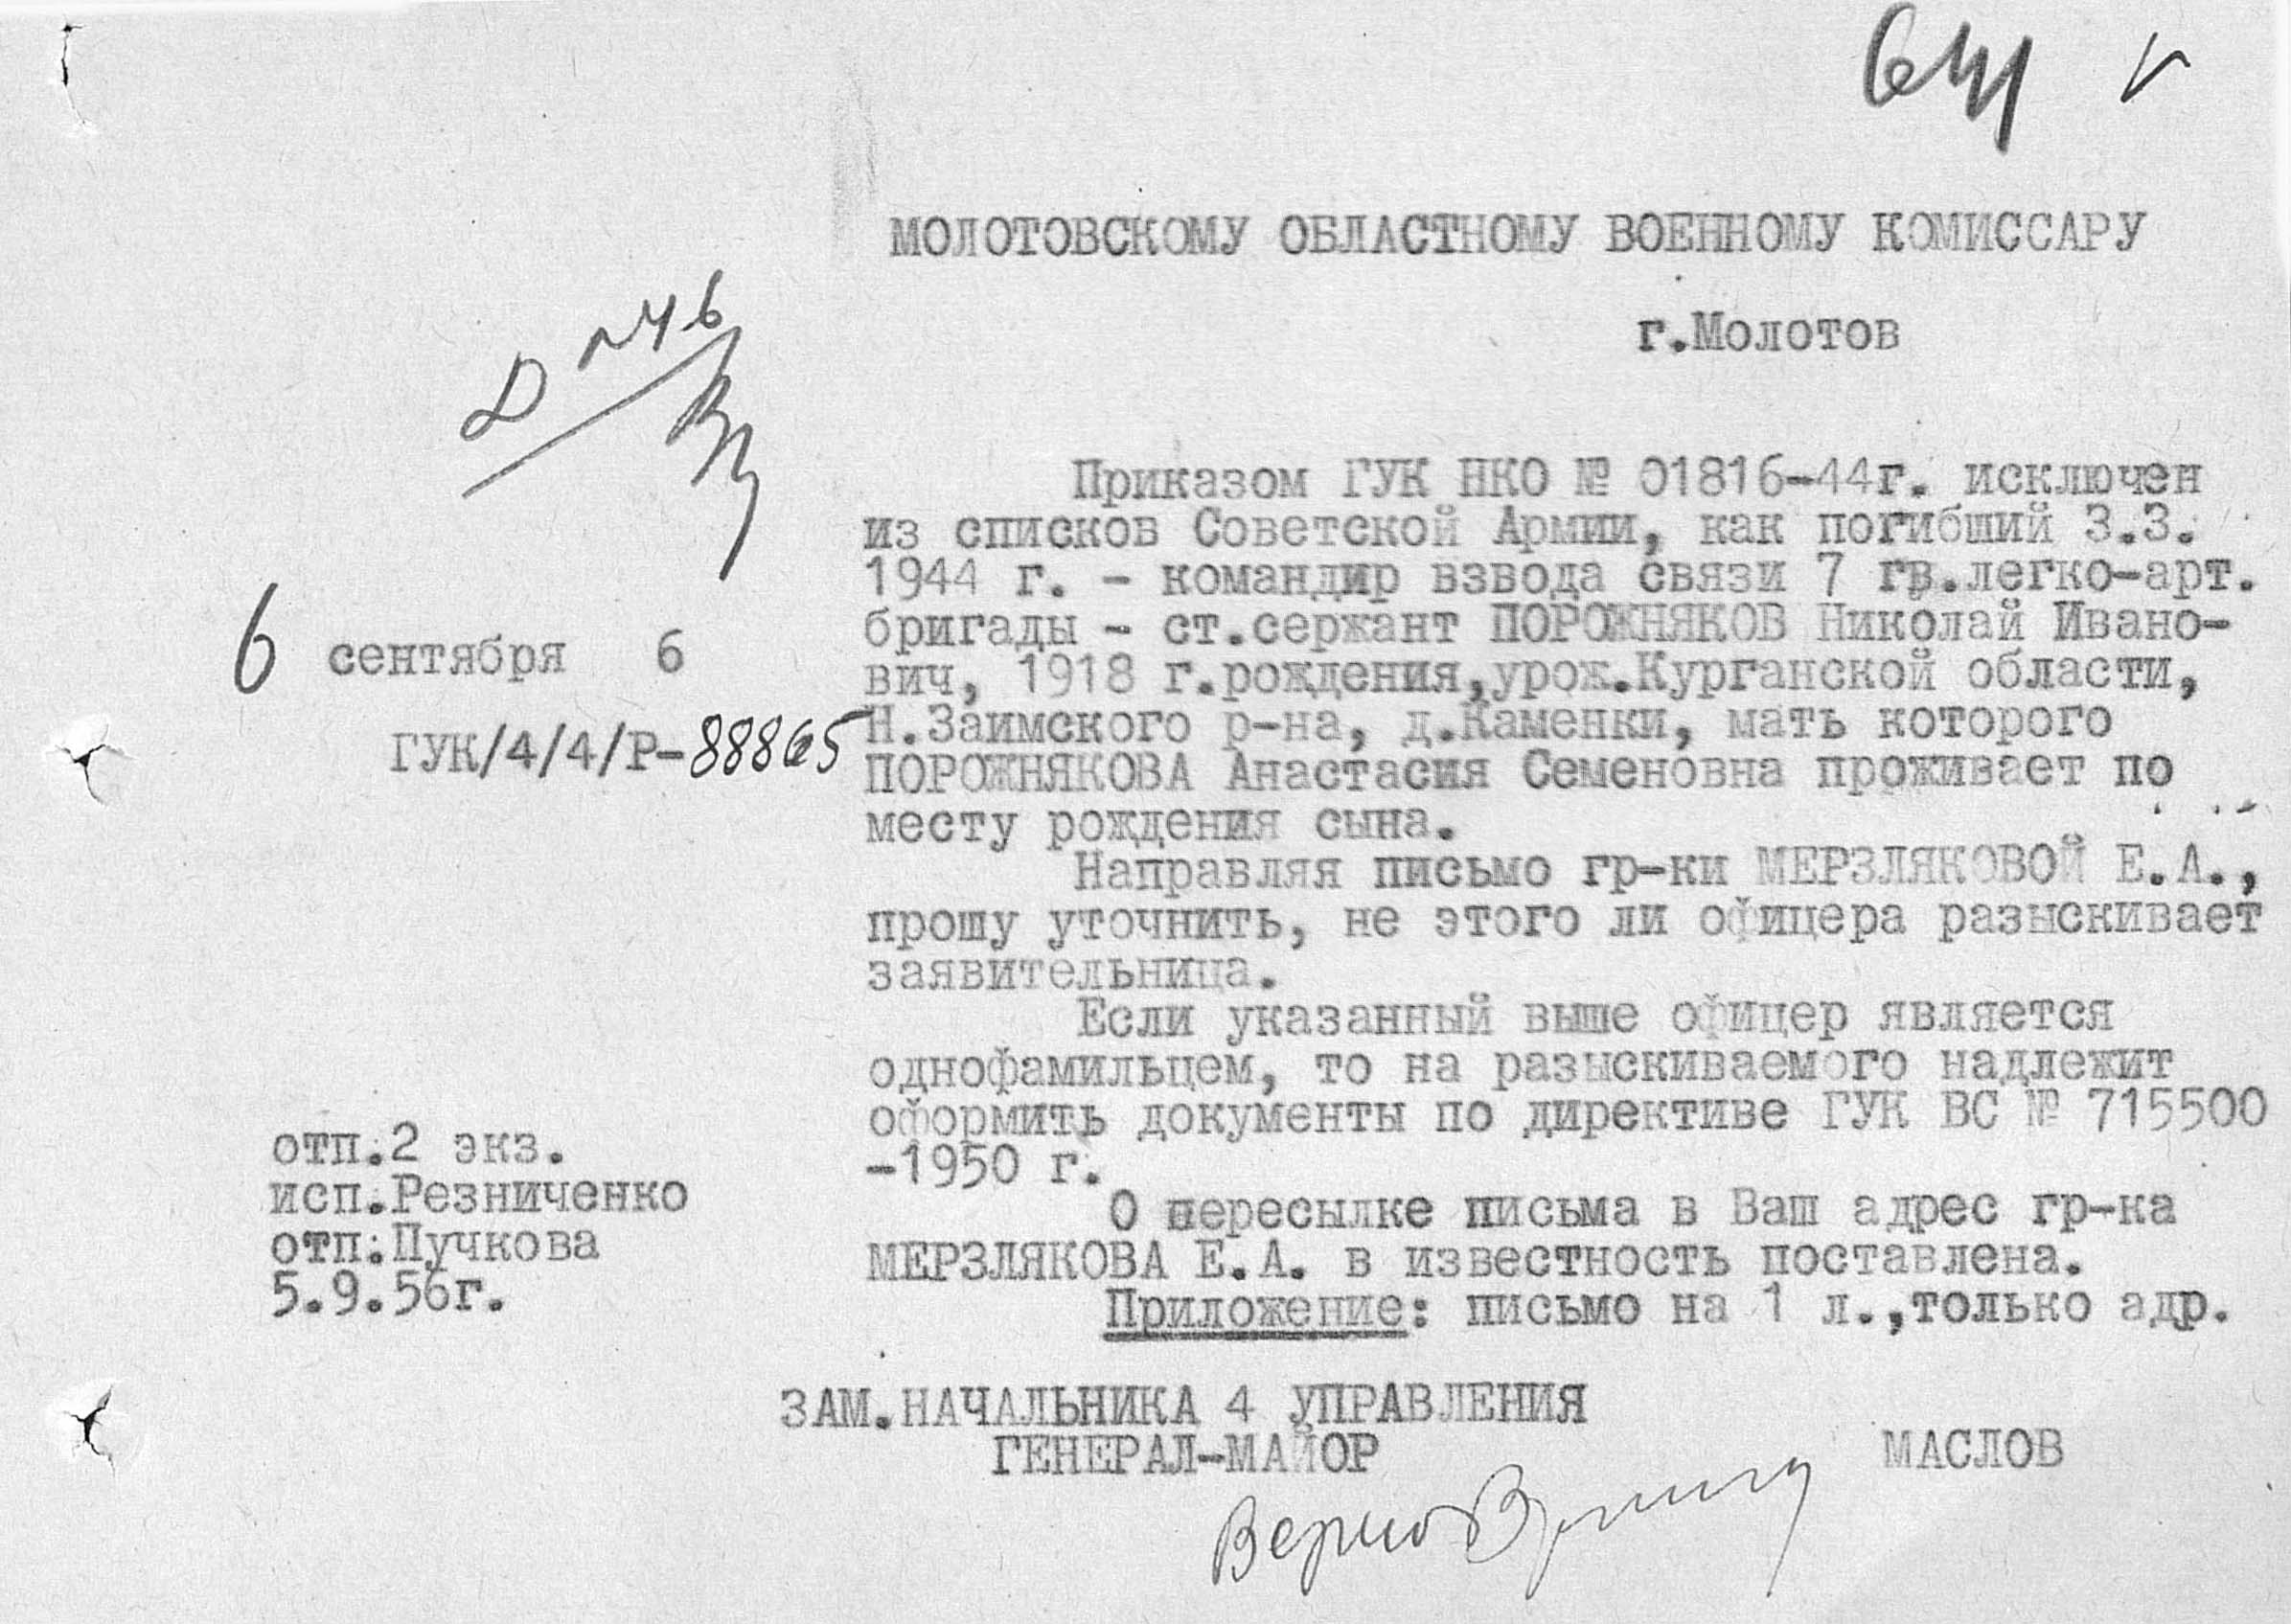 МОЛОТОВСКОМУ ОБЛАСТНОМУ ВОЕННОМУ КОМИССАРУ
г.Молотов
6 сентября 6
ГУК/4/4/Р-88865
Приказом ГУК НКО № 01816-44г. исключен
из списков Советской Армии, как погибший 3.3.
1944 г. - командир взвода связи 7 гв.легко-арт.
бригады - ст.сержант ПОРОЖНЯКОВ Николай Ивано-
вич, 1918 г.рождения,урож.Курганской области,
Н.Заимского р-на, д.Каменки, мать которого
ПОРОЖНЯКОВА Анастасия Семеновна проживает по
месту рождения сына.
Направляя письмо гр-ки МЕРЗЛЯКОВОЙ Е.А.,
прошу уточнить, не этого ли офицера разыскивает
заявительница.
Если указанный выше офицер является
однофамильцем, то на разыскиваемого надлежит
оформить документы по директиве ГУК ВС № 715500
-1950 г.
О пересылке письма в Ваш адрес гр-ка
МЕРЗЛЯКОВА Е.А. в известность поставлена.
Приложение: письмо на 1 л.,только адр.
отп.2 экз.
исп.Резниченко
отп:Пучкова
5.9.56г.
ЗАМ.НАЧАЛЬНИКА 4 УПРАВЛЕНИЯ
ГЕНЕРАЛ-МАЙОР МАСЛОВ
Верно